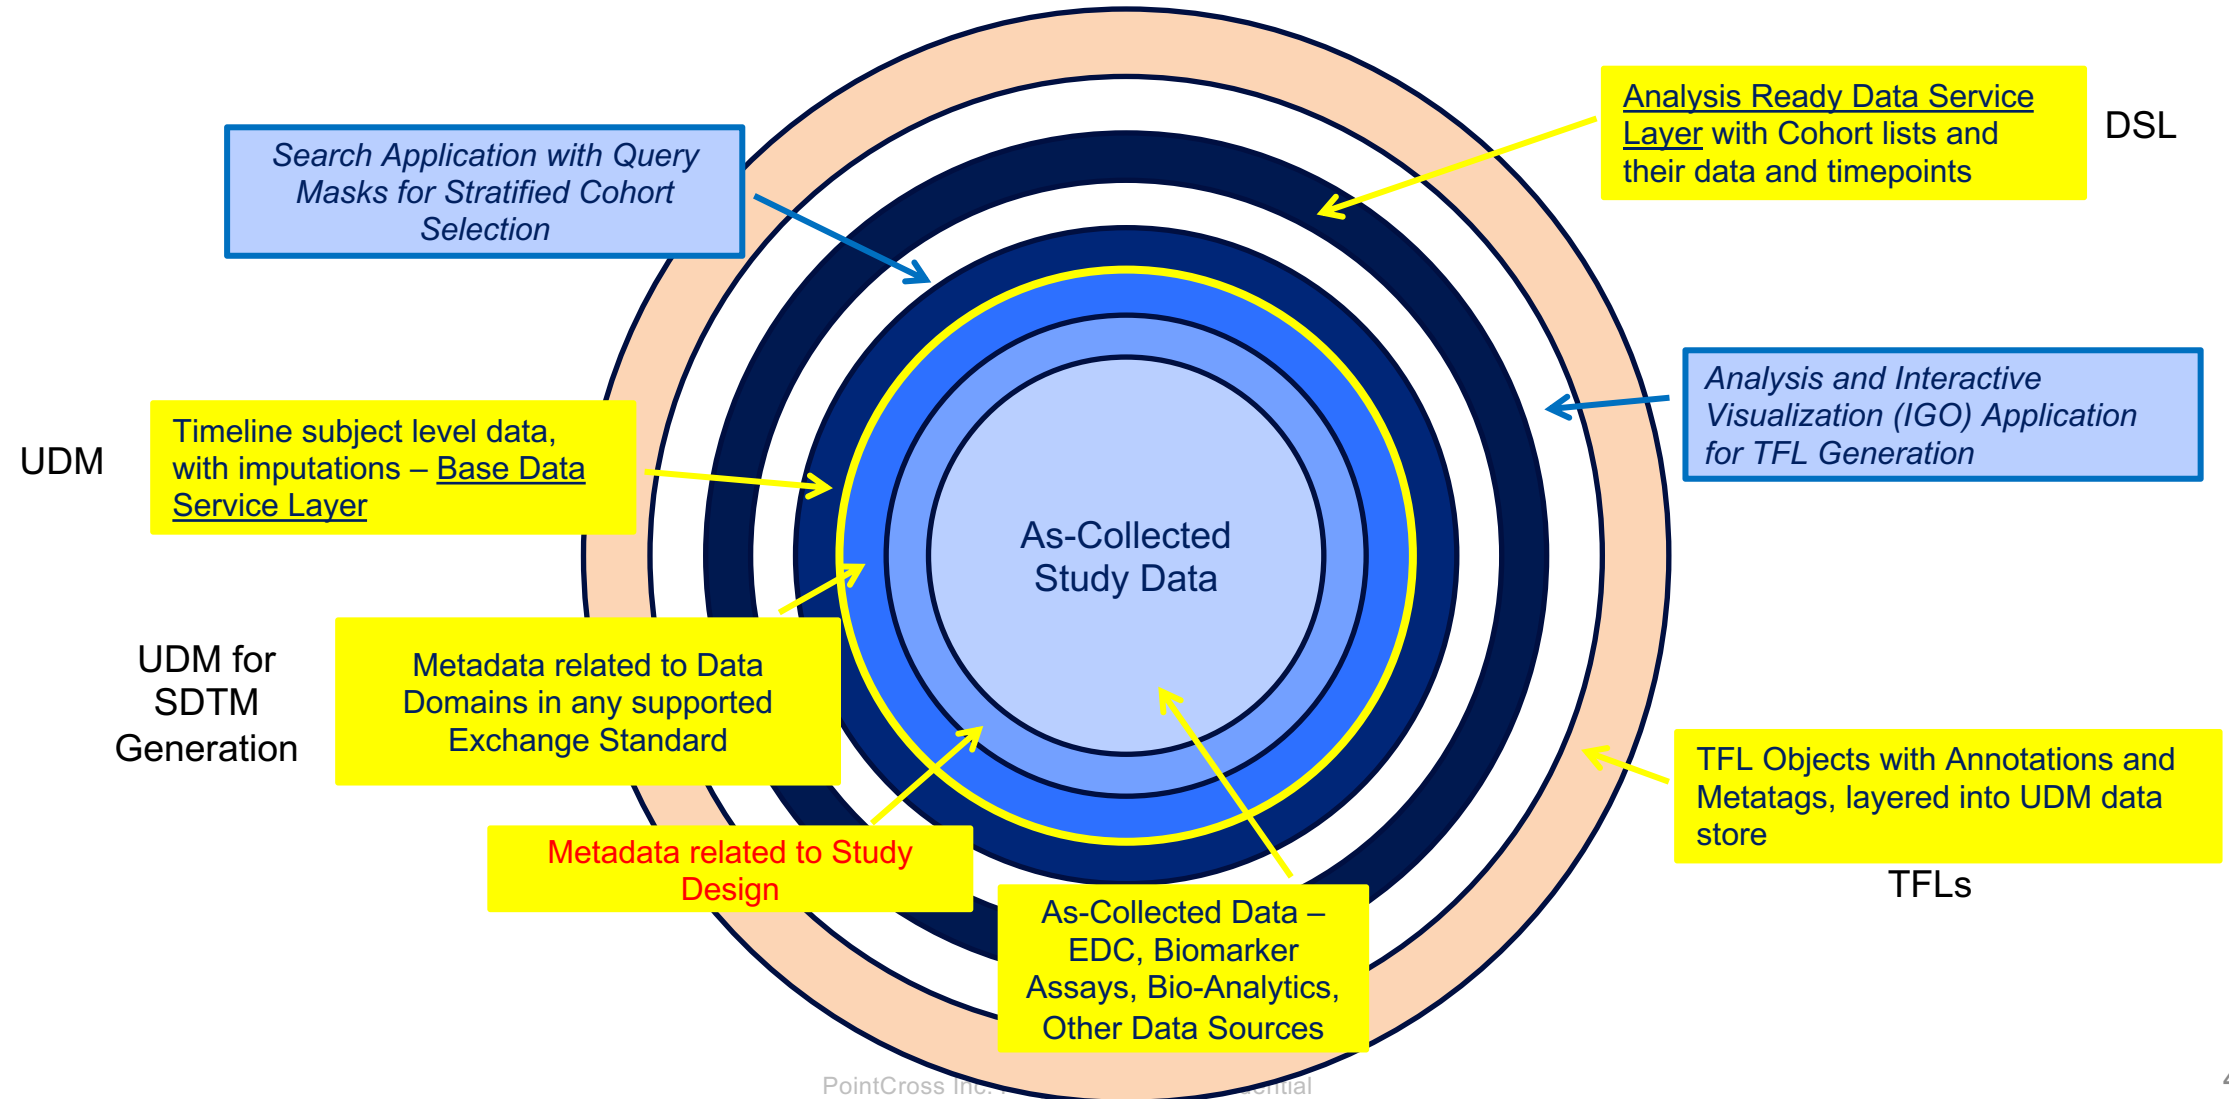 Search Application with Query
Masks for Stratified Cohort
Selection
Analysis Ready Data Service
Layer with Cohort lists and
their data and timepoints
DSL
UDM
Timeline subject level data,
with imputations – Base Data
Service Layer
Analysis and Interactive
Visualization (IGO) Application
for TFL Generation
As-Collected
Study Data
UDM for
SDTM
Generation
Metadata related to Data
Domains in any supported
Exchange Standard
Metadata related to Study
Design
As-Collected Data –
EDC, Biomarker
Assays, Bio-Analytics,
Other Data Sources
TFL Objects with Annotations and
Metatags, layered into UDM data
store
TFLs
PointCross Inc.